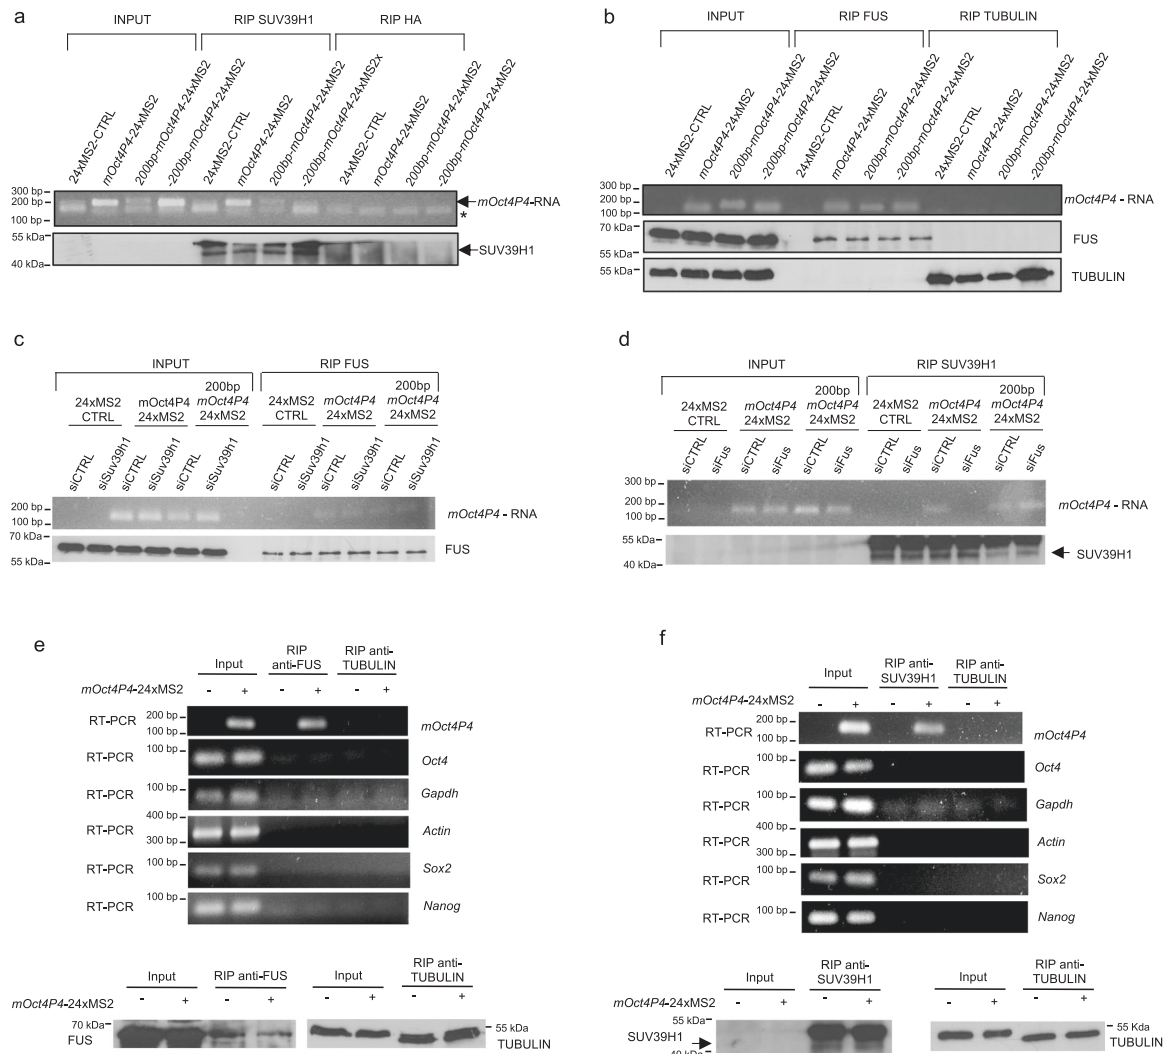 a
INPUT RIP SUV39H1 RIP HA
24xMS2-CTRL
mOct4P4-24xMS2
200bp-mOct4P4-24xMS2
-200bp-mOct4P4-24xMS2
24xMS2-CTRL
mOct4P4-24xMS2
200bp-mOct4P4-24xMS2
-200bp-mOct4P4-24xMS2x
24xMS2-CTRL
mOct4P4-24xMS2
200bp-mOct4P4-24xMS2
-200bp-mOct4P4-24xMS2
300 bp
200 bp
100 bp
mOct4P4-RNA
*
55 kDa
40 kDa
SUV39H1
b
INPUT RIP FUS RIP TUBULIN
24xMS2-CTRL
mOct4P4-24xMS2
200bp-mOct4P4-24xMS2
-200bp-mOct4P4-24xMS2
24xMS2-CTRL
mOct4P4-24xMS2
200bp-mOct4P4-24xMS2
-200bp-mOct4P4-24xMS2
24xMS2-CTRL
mOct4P4-24xMS2
200bp-mOct4P4-24xMS2
-200bp-mOct4P4-24xMS2
300 bp
200 bp
100 bp
mOct4P4 - RNA
70 kDa
55 kDa
FUS
55 kDa
TUBULIN
c
INPUT RIP FUS
24xMS2 CTRL
mOct4P4 24xMS2
200bp mOct4P4 24xMS2
24xMS2 CTRL
mOct4P4 24xMS2
200bp mOct4P4 24xMS2
siCTRL siSuv39h1 siCTRL siSuv39h1 siCTRL siSuv39h1 siCTRL siSuv39h1 siCTRL siSuv39h1 siCTRL siSuv39h1
200 bp
100 bp
mOct4P4 - RNA
70 kDa
55 kDa
FUS
d
INPUT RIP SUV39H1
24xMS2 CTRL
mOct4P4 24xMS2
200 bp mOct4P4 24xMS2
24xMS2 CTRL
mOct4P4 24xMS2
200 bp mOct4P4 24xMS2
siCTRL siFus siCTRL siFus siCTRL siFus siCTRL siFus siCTRL siFus siCTRL siFus
300 bp
200 bp
100 bp
mOct4P4 - RNA
55 kDa
40 kDa
SUV39H1
e
Input RIP anti-FUS RIP anti-TUBULIN
mOct4P4-24xMS2 - + - + - +
RT-PCR 200 bp 100 bp mOct4P4
RT-PCR 100 bp Oct4
RT-PCR 100 bp Gapdh
RT-PCR 400 bp 300 bp Actin
RT-PCR 100 bp Sox2
RT-PCR 100 bp Nanog
Input RIP anti-FUS Input RIP anti-TUBULIN
mOct4P4-24xMS2 - + - + - + - +
70 kDa
FUS
55 kda
TUBULIN
f
Input RIP anti-SUV39H1 RIP anti-TUBULIN
mOct4P4-24xMS2 - + - + - +
RT-PCR 200 bp 100 bp mOct4P4
RT-PCR 100 bp Oct4
RT-PCR 100 bp Gapdh
RT-PCR 400 bp 300 bp Actin
RT-PCR 100 bp Sox2
RT-PCR 100 bp Nanog
Input RIP anti-SUV39H1 Input RIP anti-TUBULIN
mOct4P4-24xMS2 - + - + - + - +
55 kDa
SUV39H1
40 kDa
55 Kda
TUBULIN